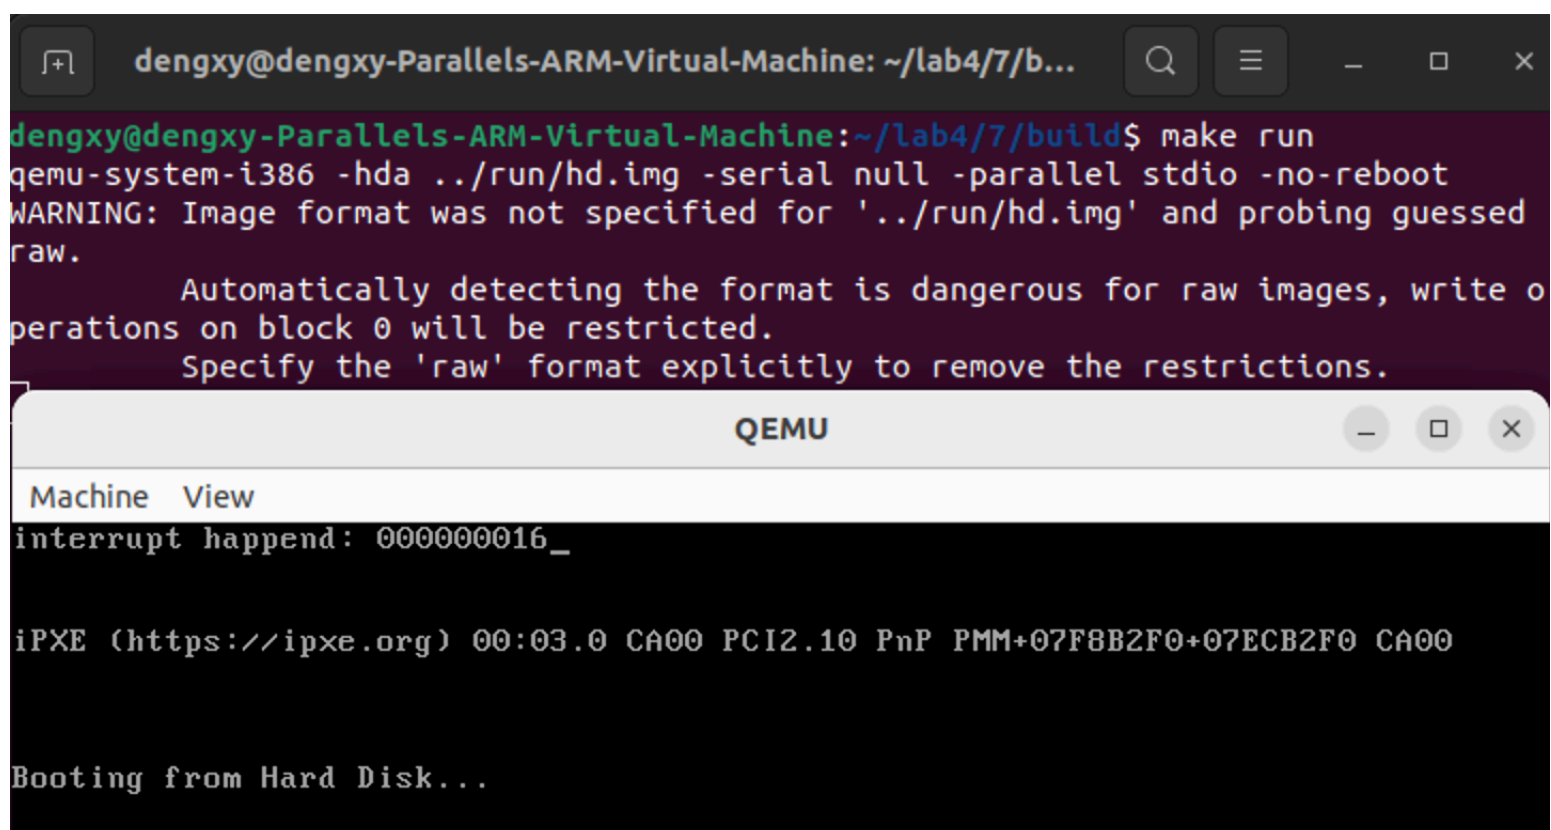 dengxy@dengxy-Parallels-ARM-Virtual-Machine: ~/lab4/7/b...
dengxy@dengxy-Parallels-ARM-Virtual-Machine:~/lab4/7/build$ make run
qemu-system-i386 -hda ../run/hd.img -serial null -parallel stdio -no-reboot
WARNING: Image format was not specified for '../run/hd.img' and probing guessed
raw.
Automatically detecting the format is dangerous for raw images, write o
perations on block 0 will be restricted.
Specify the 'raw' format explicitly to remove the restrictions.
QEMU
Machine View
interrupt happend: 000000016_
iPXE (https://ipxe.org) 00:03.0 CA00 PCI2.10 PnP PMM+07F8B2F0+07ECB2F0 CA00
Booting from Hard Disk...